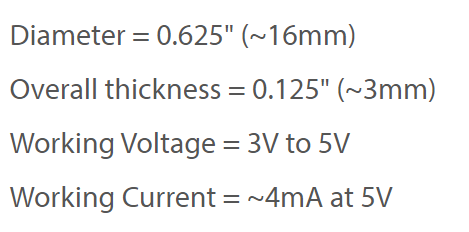 Diameter = 0.625" (~16mm)
Overall thickness = 0.125" (~3mm)
Working Voltage = 3V to 5V
Working Current = ~4mA at 5V